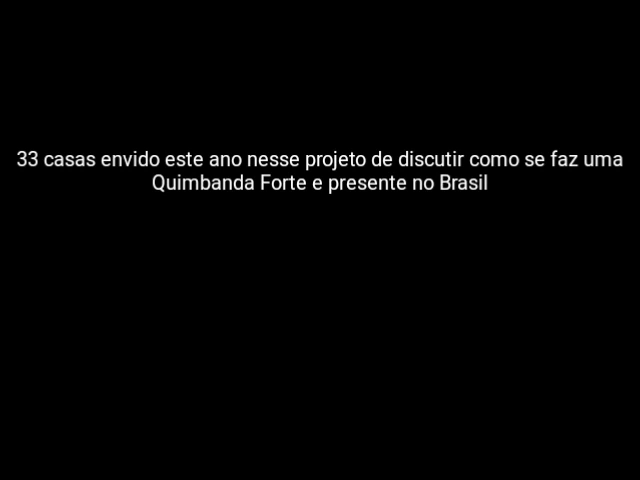 33 casas envido este ano nesse projeto de discutir como se faz uma
Quimbanda Forte e presente no Brasil